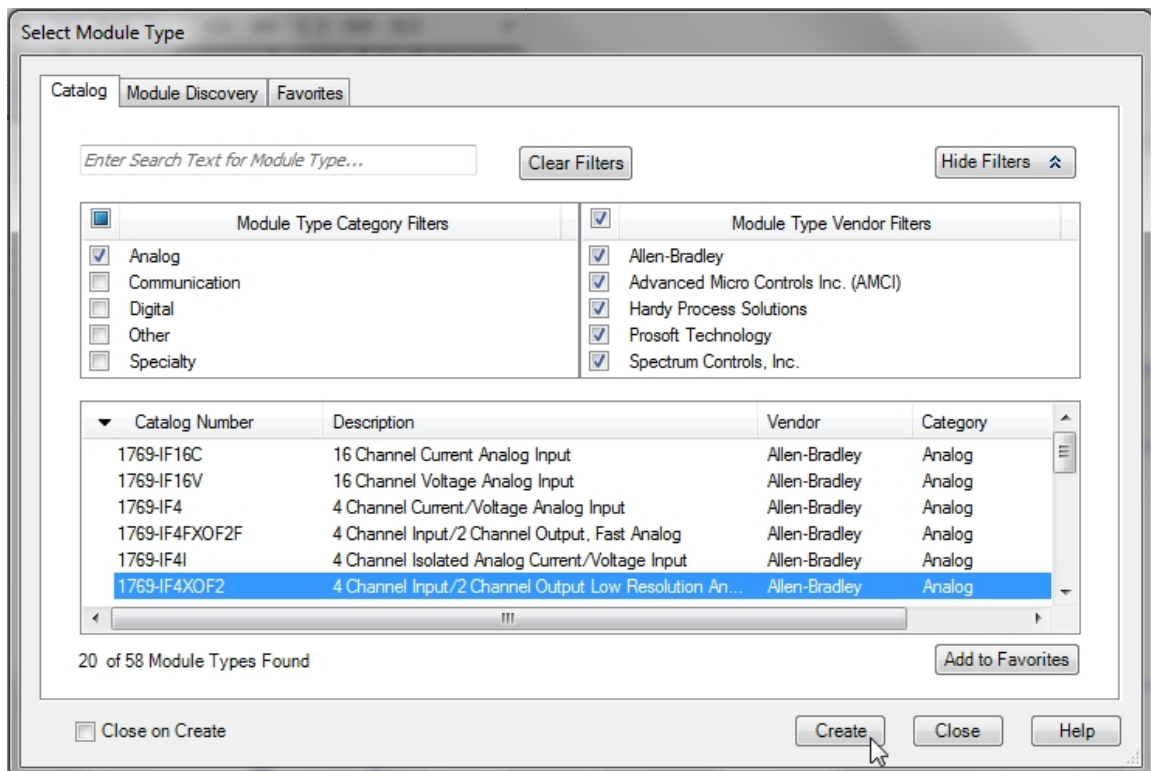 Select Module Type
Catalog
Module Discovery
Favorites
Enter Search Text for Module Type...
Clear Filters
Hide Filters
Module Type Category Filters
Analog
Communication
Digital
Other
Specialty
Module Type Vendor Filters
Allen-Bradley
Advanced Micro Controls Inc. (AMCI)
Hardy Process Solutions
Prosoft Technology
Spectrum Controls, Inc.
Catalog Number Description Vendor Category
1769-IF16C 16 Channel Current Analog Input Allen-Bradley Analog
1769-IF16V 16 Channel Voltage Analog Input Allen-Bradley Analog
1769-IF4 4 Channel Current/Voltage Analog Input Allen-Bradley Analog
1769-IF4FXOF2F 4 Channel Input/2 Channel Output, Fast Analog Allen-Bradley Analog
1769-IF4I 4 Channel Isolated Analog Current/Voltage Input Allen-Bradley Analog
1769-IF4XOF2 4 Channel Input/2 Channel Output Low Resolution An... Allen-Bradley Analog
20 of 58 Module Types Found
Add to Favorites
Close on Create
Create
Close
Help